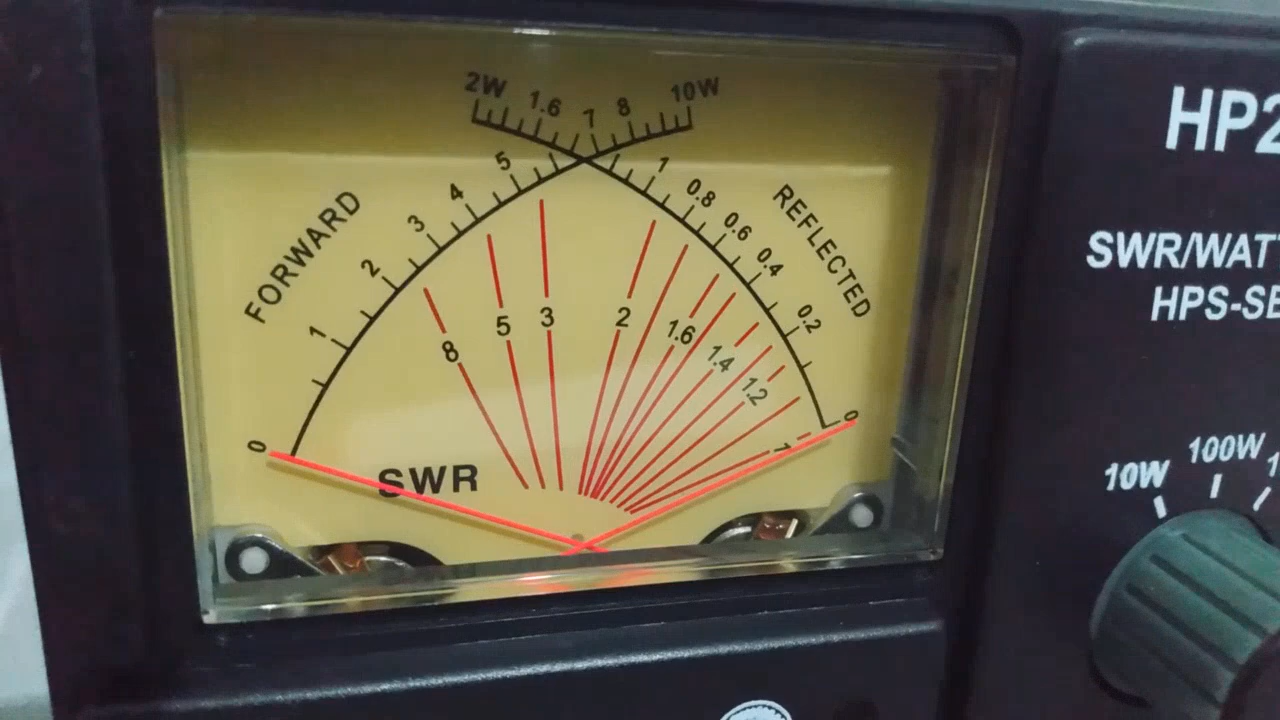 2W 1.6 7 8 10W
5 1
4 0.8
3 0.6
2 0.4
1 0.2
0 0
FORWARD
REFLECTED
8 5 3 2 1.6 1.4 1.2 1
SWR
HP2
SWR/WATT
HPS-SE
10W 100W 1